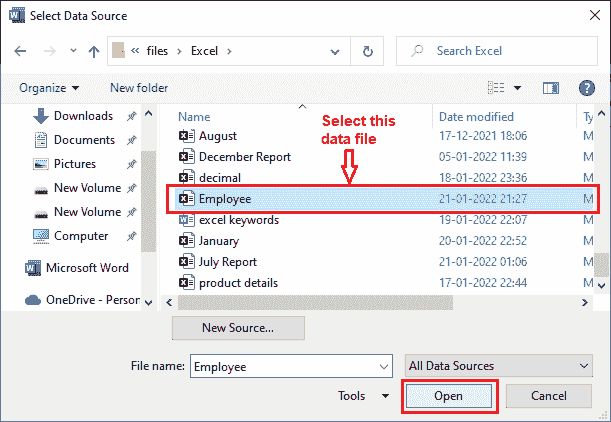 Select Data Source
« files › Excel ›
Search Excel
Organize
New folder
Downloads
Documents
Pictures
New Volume
New Volume
Computer
Microsoft Word
OneDrive - Person
Name
Date modified
Ty
Select this
data file
August 17-12-2021 18:06 M
December Report 05-01-2022 11:39 M
decimal 18-01-2022 23:36 M
Employee 21-01-2022 21:27 M
excel keywords 19-01-2022 22:07 M
January 20-01-2022 22:52 M
July Report 21-01-2022 01:06 M
product details 17-01-2022 22:44 M
New Source...
File name: Employee
All Data Sources
Tools
Open
Cancel